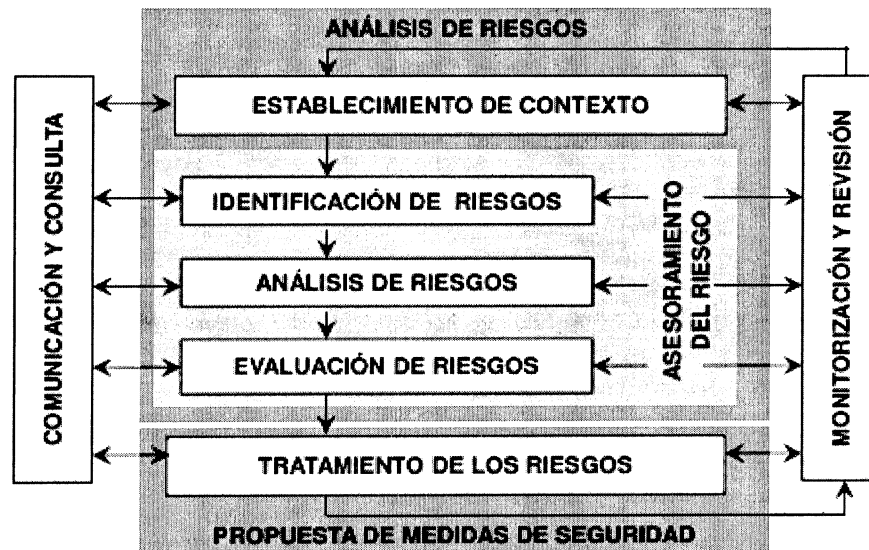 ANÁLISIS DE RIESGOS
ESTABLECIMIENTO DE CONTEXTO
IDENTIFICACIÓN DE RIESGOS
ANÁLISIS DE RIESGOS
EVALUACIÓN DE RIESGOS
ASESORAMIENTO
DEL RIESGO
TRATAMIENTO DE LOS RIESGOS
PROPUESTA DE MEDIDAS DE SEGURIDAD
COMUNICACIÓN Y CONSULTA
MONITORIZACIÓN Y REVISIÓN